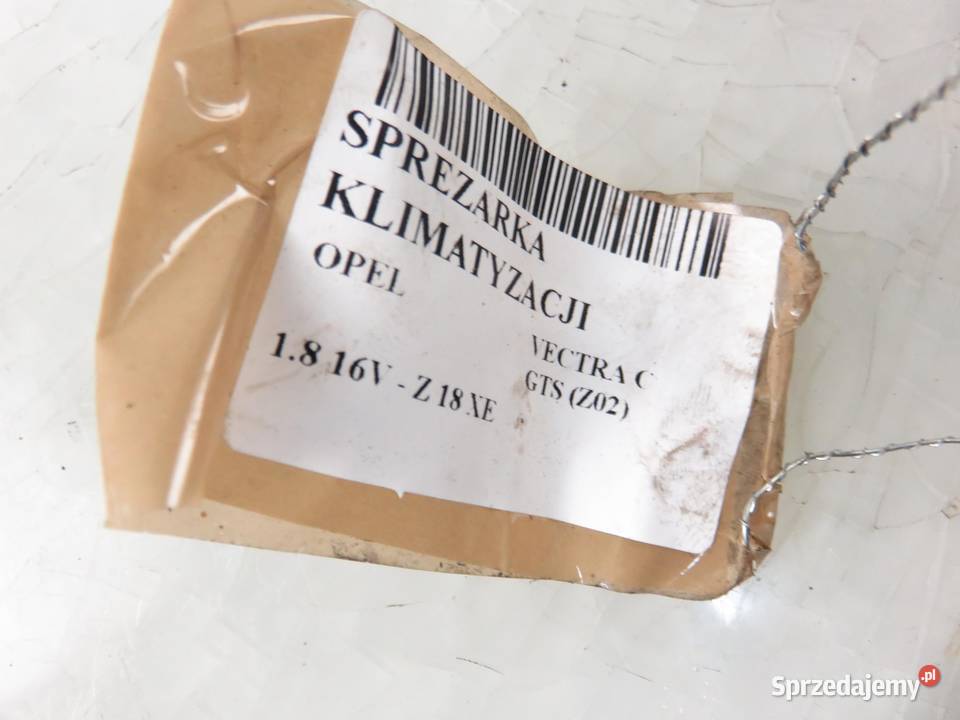 SPREZARKA
KLIMATYZACJI
OPEL
VECTRA C
GTS (Z02)
1.8 16V - Z 18 XE
Sprzedajemy.pl